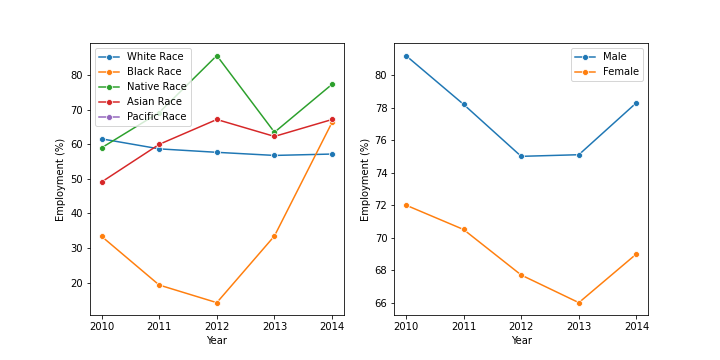 White Race
Black Race
Native Race
Asian Race
Pacific Race
80
70
60
50
40
30
20
Employment (%)
2010 2011 2012 2013 2014
Year
Male
Female
80
78
76
74
72
70
68
66
Employment (%)
2010 2011 2012 2013 2014
Year